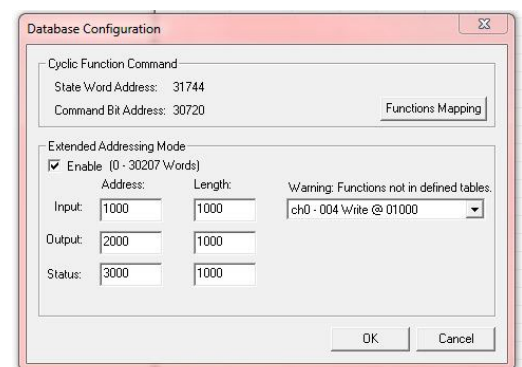 Database Configuration
Cyclic Function Command
State Word Address: 31744
Command Bit Address: 30720
Functions Mapping
Extended Addressing Mode
Enable (0 - 30207 Words)
Address: Length:
Warning: Functions not in defined tables.
Input: 1000 1000
ch0 - 004 Write @ 01000
Output: 2000 1000
Status: 3000 1000
OK Cancel